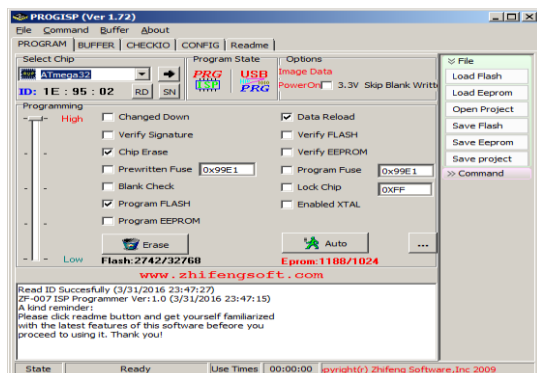 PROGISP (Ver 1.72)
File Command Buffer About
PROGRAM BUFFER CHECKIO CONFIG Readme
Select Chip Program State Options
ATmega32 PRG ISP USB PRG Image Data
PowerOn 3.3V Skip Blank Writt
ID: 1E : 95 : 02 RD SN
Programming
High
Changed Down Data Reload
Verify Signature Verify FLASH
Chip Erase Verify EEPROM
Prewritten Fuse 0x99E1 Program Fuse 0x99E1
Blank Check Lock Chip 0XFF
Program FLASH Enabled XTAL
Program EEPROM
Erase Auto ...
Low Flash:2742/32768 Eprom:1188/1024
www.zhifengsoft.com
Read ID Succesfully (3/31/2016 23:47:27)
ZF-007 ISP Programmer Ver:1.0 (3/31/2016 23:47:15)
A kind reminder:
Please click readme button and get yourself familiarized
with the latest features of this software befeore you
proceed to using it. Thank you!
State Ready Use Times 00:00:00 opyright(r) Zhifeng Software,Inc 2009
File
Load Flash
Load Eeprom
Open Project
Save Flash
Save Eeprom
Save project
Command